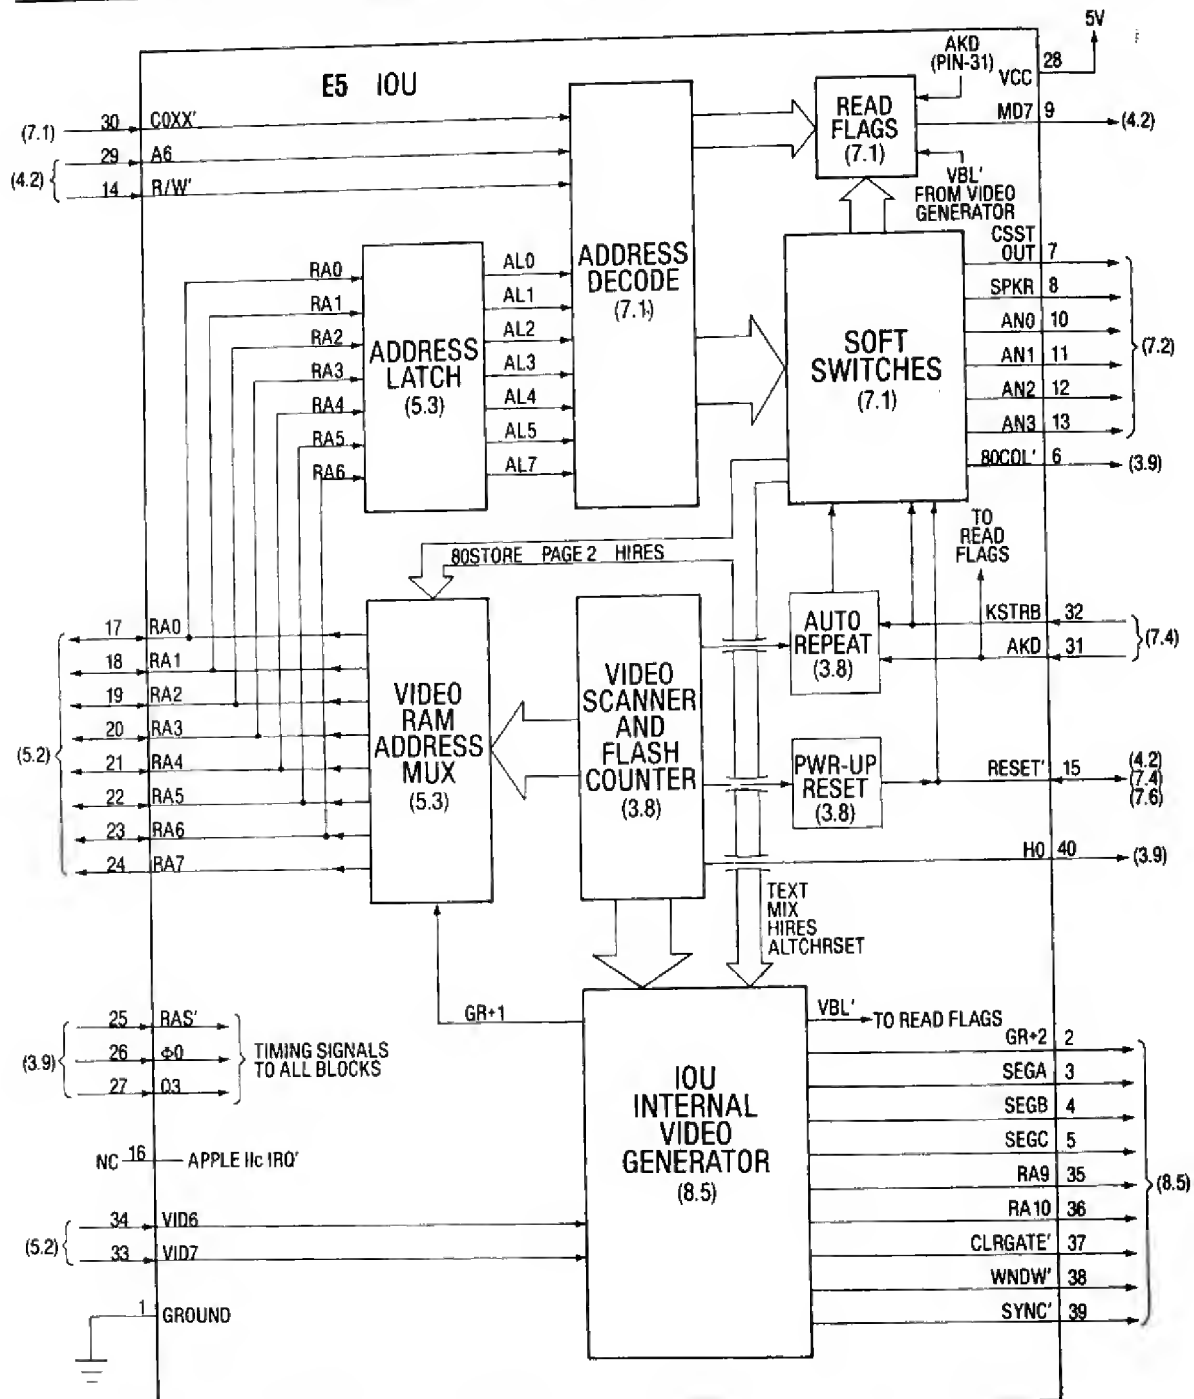 5V
E5 IOU
AKD
(PIN-31)
28
VCC
(7.1)
30
C0XX'
READ
FLAGS
(7.1)
MD7
9
(4.2)
29
A6
(4.2)
14
R/W'
VBL'
FROM VIDEO
GENERATOR
ADDRESS
DECODE
(7.1)
RA0
RA1
RA2
RA3
RA4
RA5
RA6
ADDRESS
LATCH
(5.3)
AL0
AL1
AL2
AL3
AL4
AL5
AL7
SOFT
SWITCHES
(7.1)
CSST
OUT
7
SPKR
8
AN0
10
AN1
11
AN2
12
AN3
13
(7.2)
80COL'
6
(3.9)
80STORE PAGE 2 HIRES
TO
READ
FLAGS
17
RA0
18
RA1
19
RA2
20
RA3
21
RA4
22
RA5
23
RA6
24
RA7
(5.2)
VIDEO
RAM
ADDRESS
MUX
(5.3)
VIDEO
SCANNER
AND
FLASH
COUNTER
(3.8)
AUTO
REPEAT
(3.8)
KSTRB
32
AKD
31
(7.4)
PWR-UP
RESET
(3.8)
RESET'
15
(4.2)
(7.4)
(7.6)
H0
40
(3.9)
TEXT
MIX
HIRES
ALTCHRSET
GR+1
VBL'
TO READ FLAGS
(3.9)
25
RAS'
26
Φ0
27
Q3
TIMING SIGNALS
TO ALL BLOCKS
NC
16
APPLE IIc IRQ'
IOU
INTERNAL
VIDEO
GENERATOR
(8.5)
GR+2
2
SEGA
3
SEGB
4
SEGC
5
RA9
35
RA10
36
CLRGATE'
37
WNDW'
38
SYNC'
39
(8.5)
(5.2)
34
VID6
33
VID7
1
GROUND